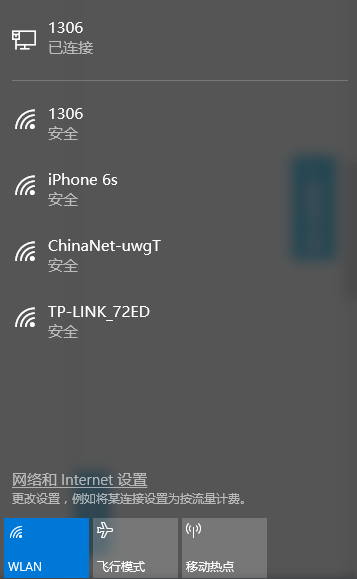 1306
已连接
1306
安全
iPhone 6s
安全
ChinaNet-uwgT
安全
TP-LINK_72ED
安全
网络和 Internet 设置
更改设置，例如将某连接设置为按流量计费。
WLAN
飞行模式
移动热点